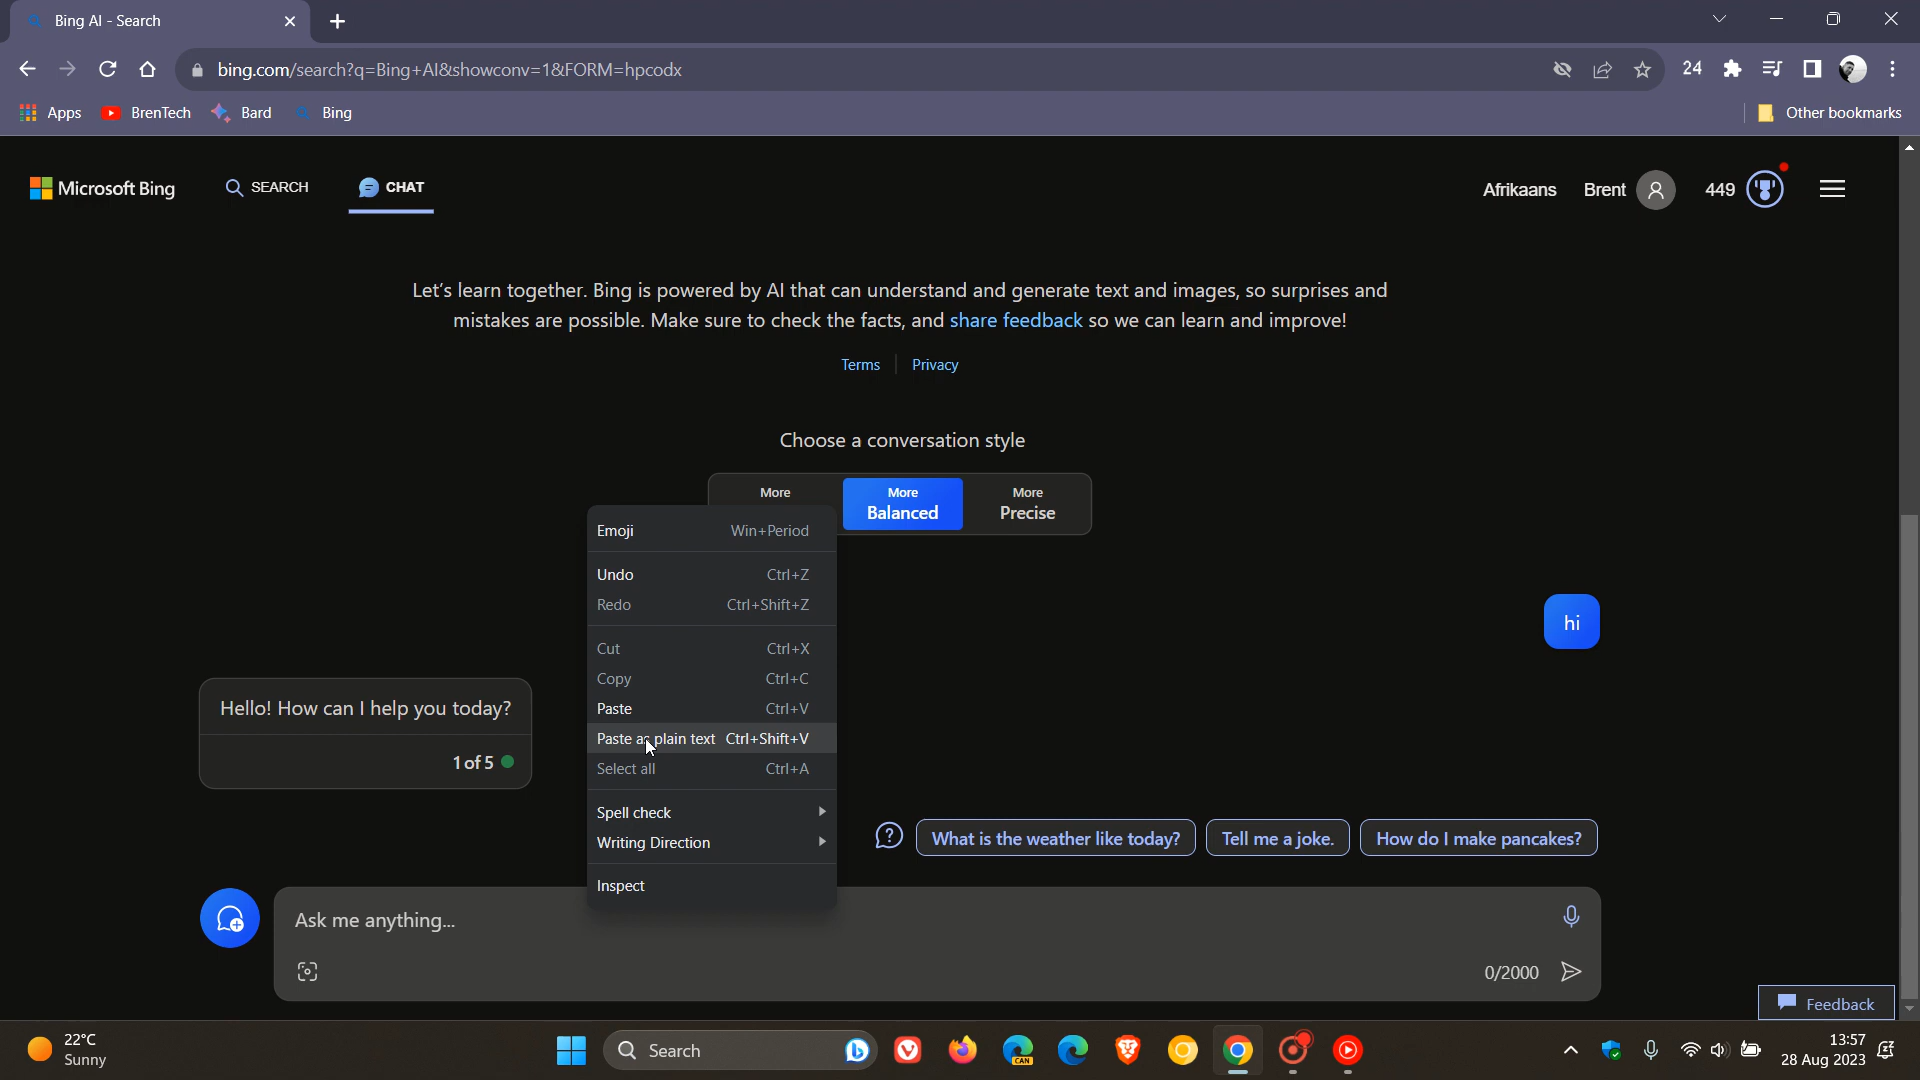 Bing AI - Search
bing.com/search?q=Bing+AI&showconv=1&FORM=hpcodx
24
Apps BrenTech Bard Bing Other bookmarks
Microsoft Bing SEARCH CHAT Afrikaans Brent 449
Let's learn together. Bing is powered by AI that can understand and generate text and images, so surprises and
mistakes are possible. Make sure to check the facts, and share feedback so we can learn and improve!
Terms Privacy
Choose a conversation style
More
More
Balanced
More
Precise
hi
Hello! How can I help you today?
1 of 5
Emoji Win+Period
Undo Ctrl+Z
Redo Ctrl+Shift+Z
Cut Ctrl+X
Copy Ctrl+C
Paste Ctrl+V
Paste as plain text Ctrl+Shift+V
Select all Ctrl+A
Spell check
Writing Direction
Inspect
What is the weather like today? Tell me a joke. How do I make pancakes?
Ask me anything...
0/2000
Feedback
22°C
Sunny
Search
CAN
13:57
28 Aug 2023